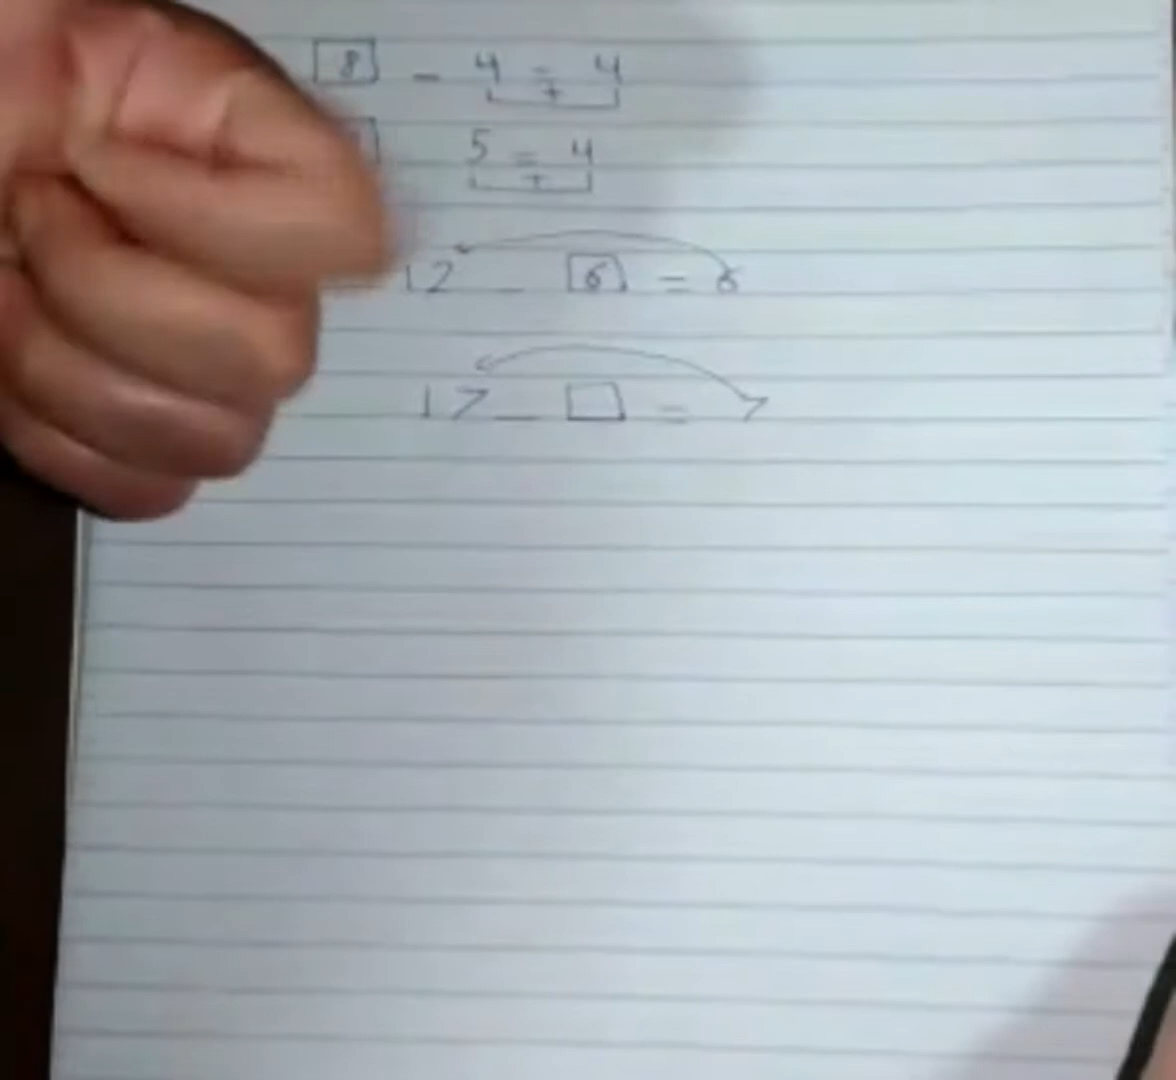 8 - 4 = 4
+
5 = 4
+
12 - 6 = 6
17 - □ = 7